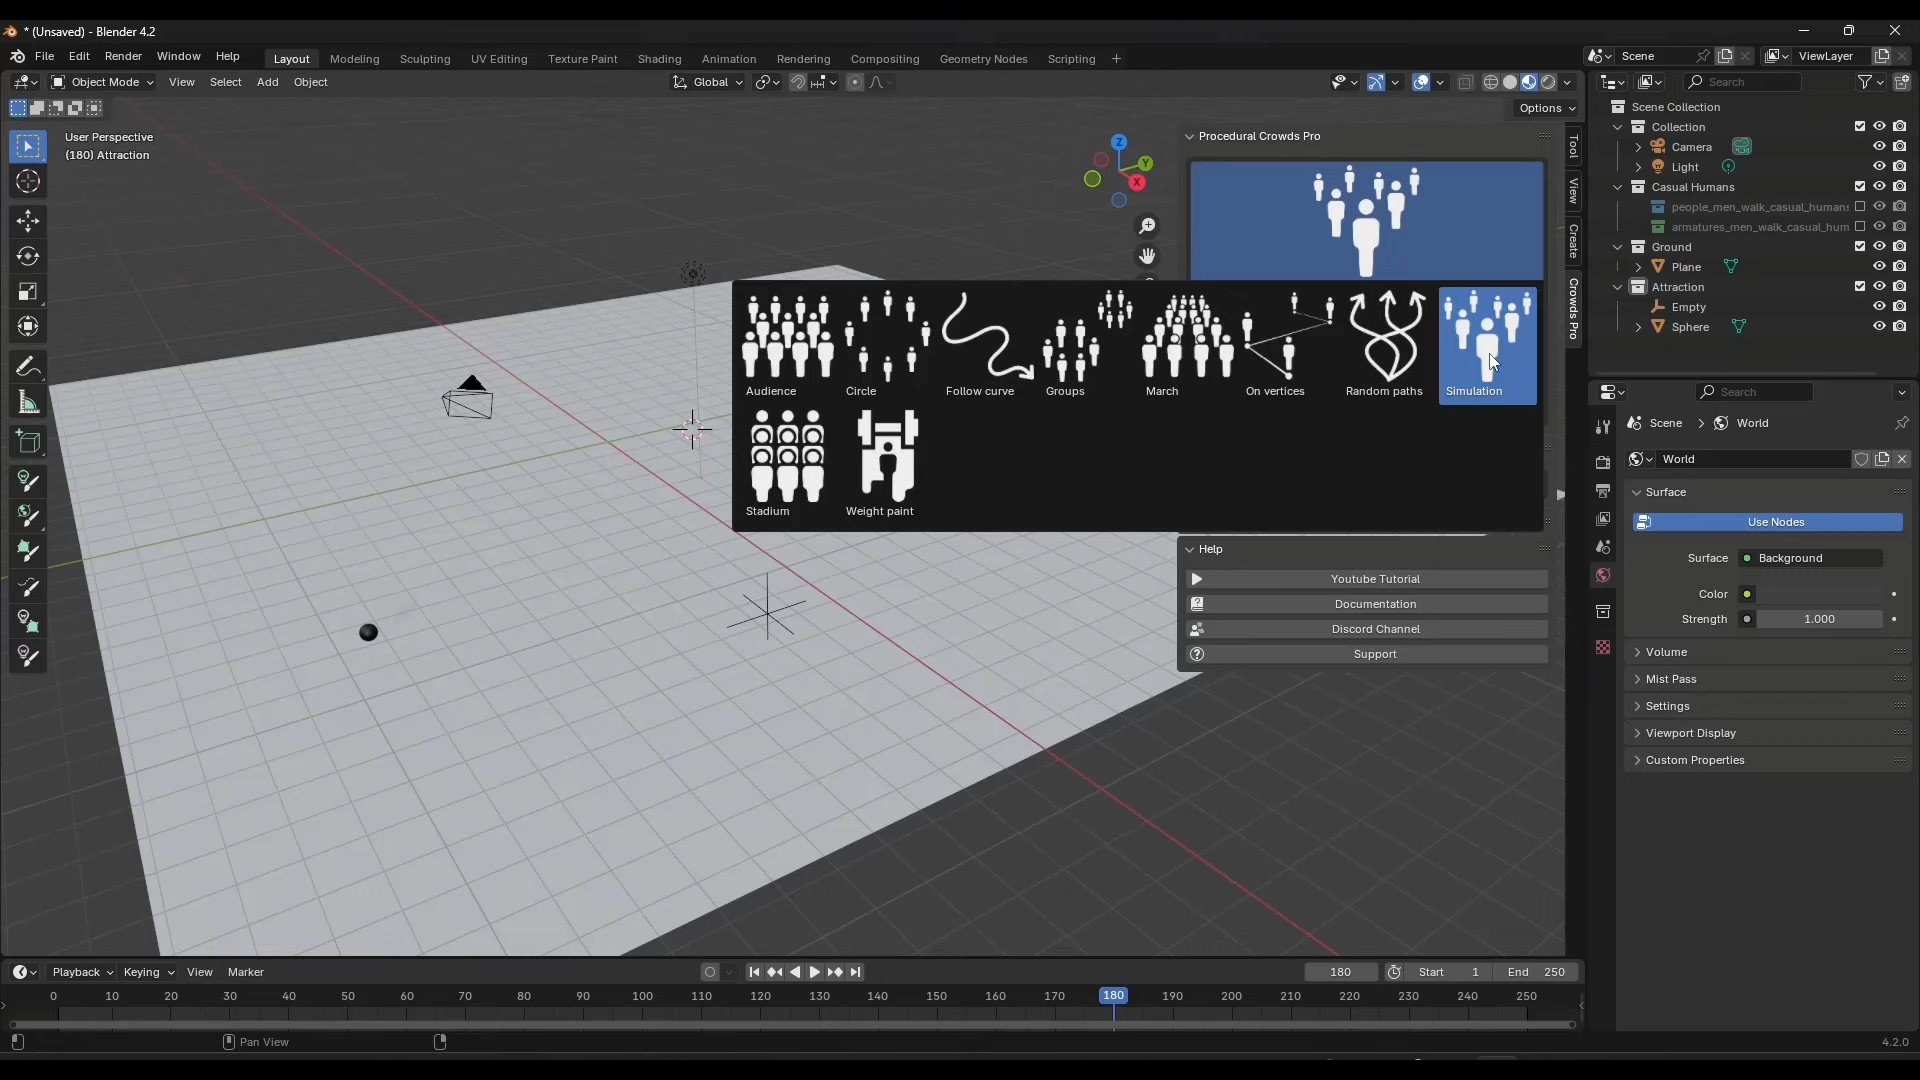 * (Unsaved) - Blender 4.2
File Edit Render Window Help Layout Modeling Sculpting UV Editing Texture Paint Shading Animation Rendering Compositing Geometry Nodes Scripting + Scene ViewLayer
Object Mode View Select Add Object Global Search
Options
User Perspective
(180) Attraction
Z
Y
X
Procedural Crowds Pro
Tool
View
Create
Crowds Pro
Audience Circle Follow curve Groups March On vertices Random paths Simulation
Stadium Weight paint
Help
Youtube Tutorial
Documentation
Discord Channel
Support
Scene Collection
Collection
Camera
Light
Casual Humans
people_men_walk_casual_humans
armatures_men_walk_casual_hum
Ground
Plane
Attraction
Empty
Sphere
Search
Scene World
World
Surface
Use Nodes
Surface Background
Color
Strength 1.000
Volume
Mist Pass
Settings
Viewport Display
Custom Properties
Playback Keying View Marker 180 Start 1 End 250
0 10 20 30 40 50 60 70 80 90 100 110 120 130 140 150 160 170 180 190 200 210 220 230 240 250
Pan View 4.2.0